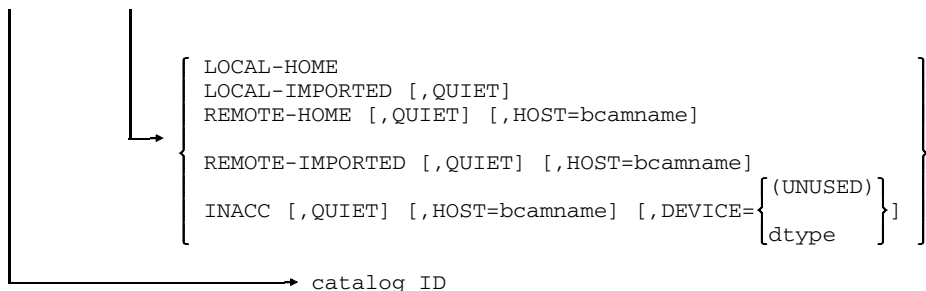 LOCAL-HOME
LOCAL-IMPORTED [,QUIET]
REMOTE-HOME [,QUIET] [,HOST=bcamname]
REMOTE-IMPORTED [,QUIET] [,HOST=bcamname]
(UNUSED)
INACC [,QUIET] [,HOST=bcamname] [,DEVICE= ]
dtype
catalog ID